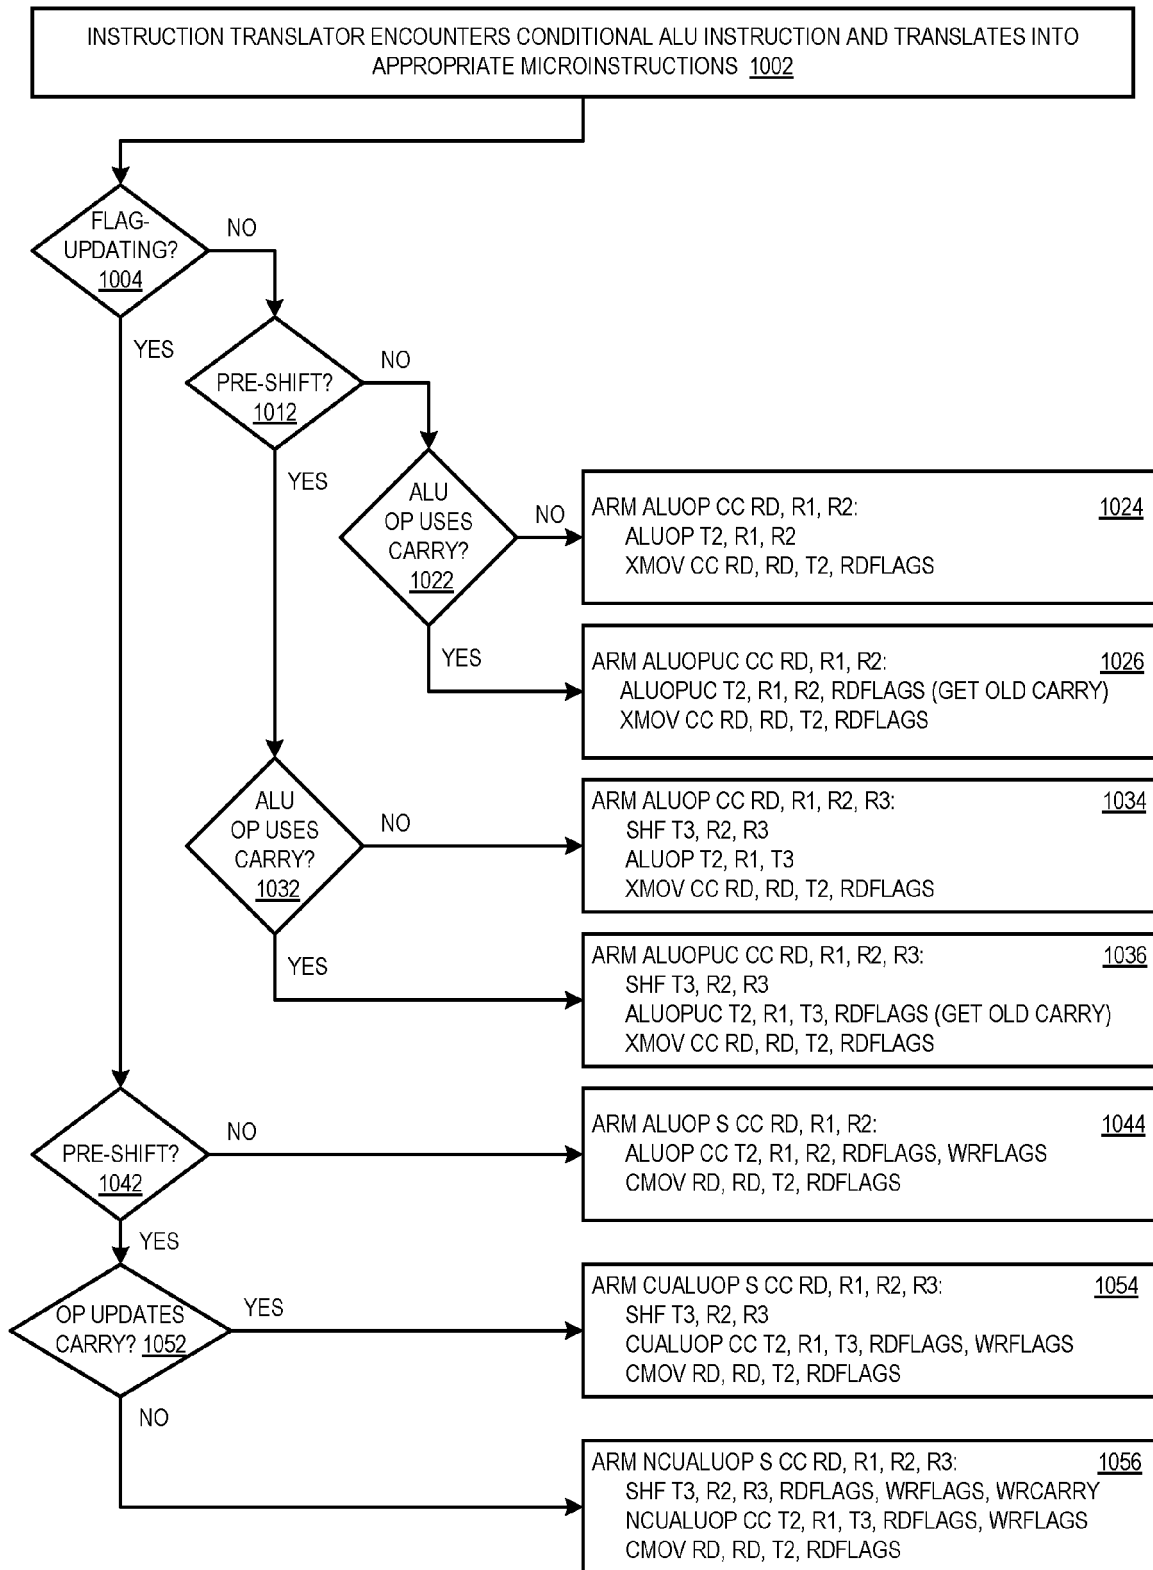 INSTRUCTION TRANSLATOR ENCOUNTERS CONDITIONAL ALU INSTRUCTION AND TRANSLATES INTO
APPROPRIATE MICROINSTRUCTIONS 1002
FLAG-
UPDATING?
1004
NO
YES
PRE-SHIFT?
1012
NO
YES
ALU
OP USES
CARRY?
1022
NO
YES
ARM ALUOP CC RD, R1, R2: 1024
ALUOP T2, R1, R2
XMOV CC RD, RD, T2, RDFLAGS
ARM ALUOPUC CC RD, R1, R2: 1026
ALUOPUC T2, R1, R2, RDFLAGS (GET OLD CARRY)
XMOV CC RD, RD, T2, RDFLAGS
ALU
OP USES
CARRY?
1032
NO
YES
ARM ALUOP CC RD, R1, R2, R3: 1034
SHF T3, R2, R3
ALUOP T2, R1, T3
XMOV CC RD, RD, T2, RDFLAGS
ARM ALUOPUC CC RD, R1, R2, R3: 1036
SHF T3, R2, R3
ALUOPUC T2, R1, T3, RDFLAGS (GET OLD CARRY)
XMOV CC RD, RD, T2, RDFLAGS
PRE-SHIFT?
1042
NO
YES
ARM ALUOP S CC RD, R1, R2: 1044
ALUOP CC T2, R1, R2, RDFLAGS, WRFLAGS
CMOV RD, RD, T2, RDFLAGS
OP UPDATES
CARRY? 1052
YES
NO
ARM CUALUOP S CC RD, R1, R2, R3: 1054
SHF T3, R2, R3
CUALUOP CC T2, R1, T3, RDFLAGS, WRFLAGS
CMOV RD, RD, T2, RDFLAGS
ARM NCUALUOP S CC RD, R1, R2, R3: 1056
SHF T3, R2, R3, RDFLAGS, WRFLAGS, WRCARRY
NCUALUOP CC T2, R1, T3, RDFLAGS, WRFLAGS
CMOV RD, RD, T2, RDFLAGS